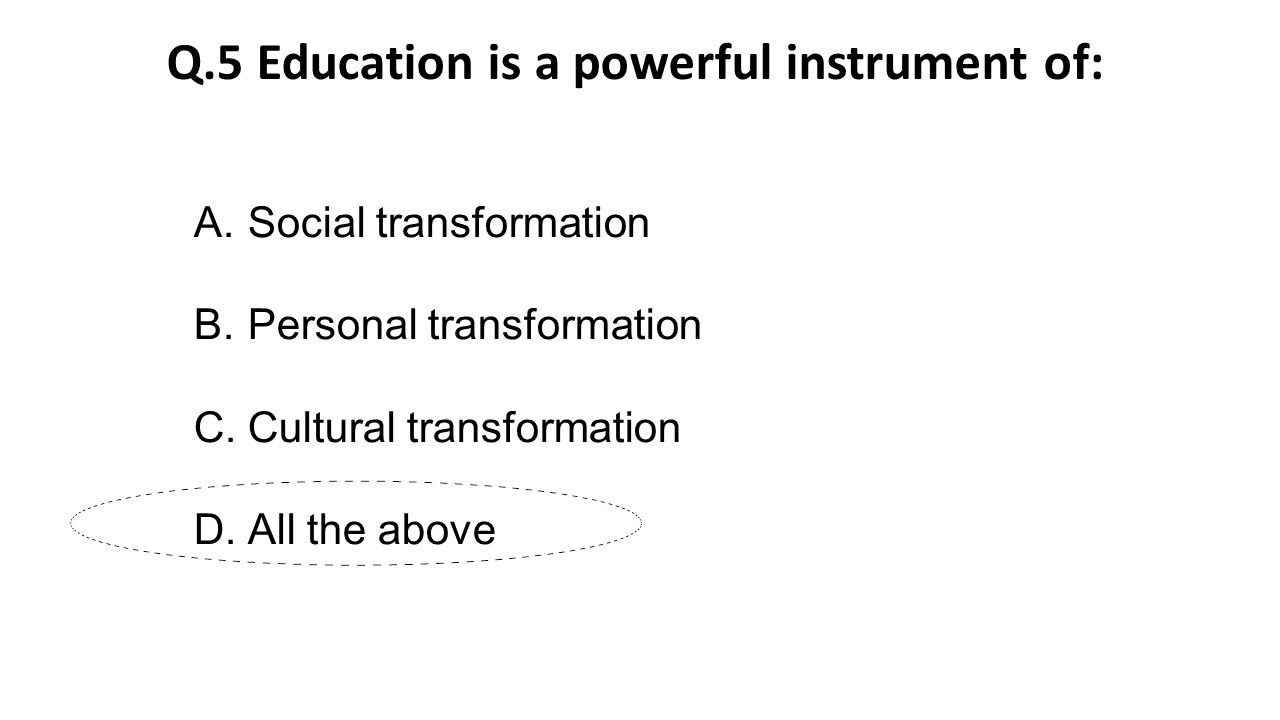 Q.5 Education is a powerful instrument of:
A. Social transformation
B. Personal transformation
C. Cultural transformation
D. All the above